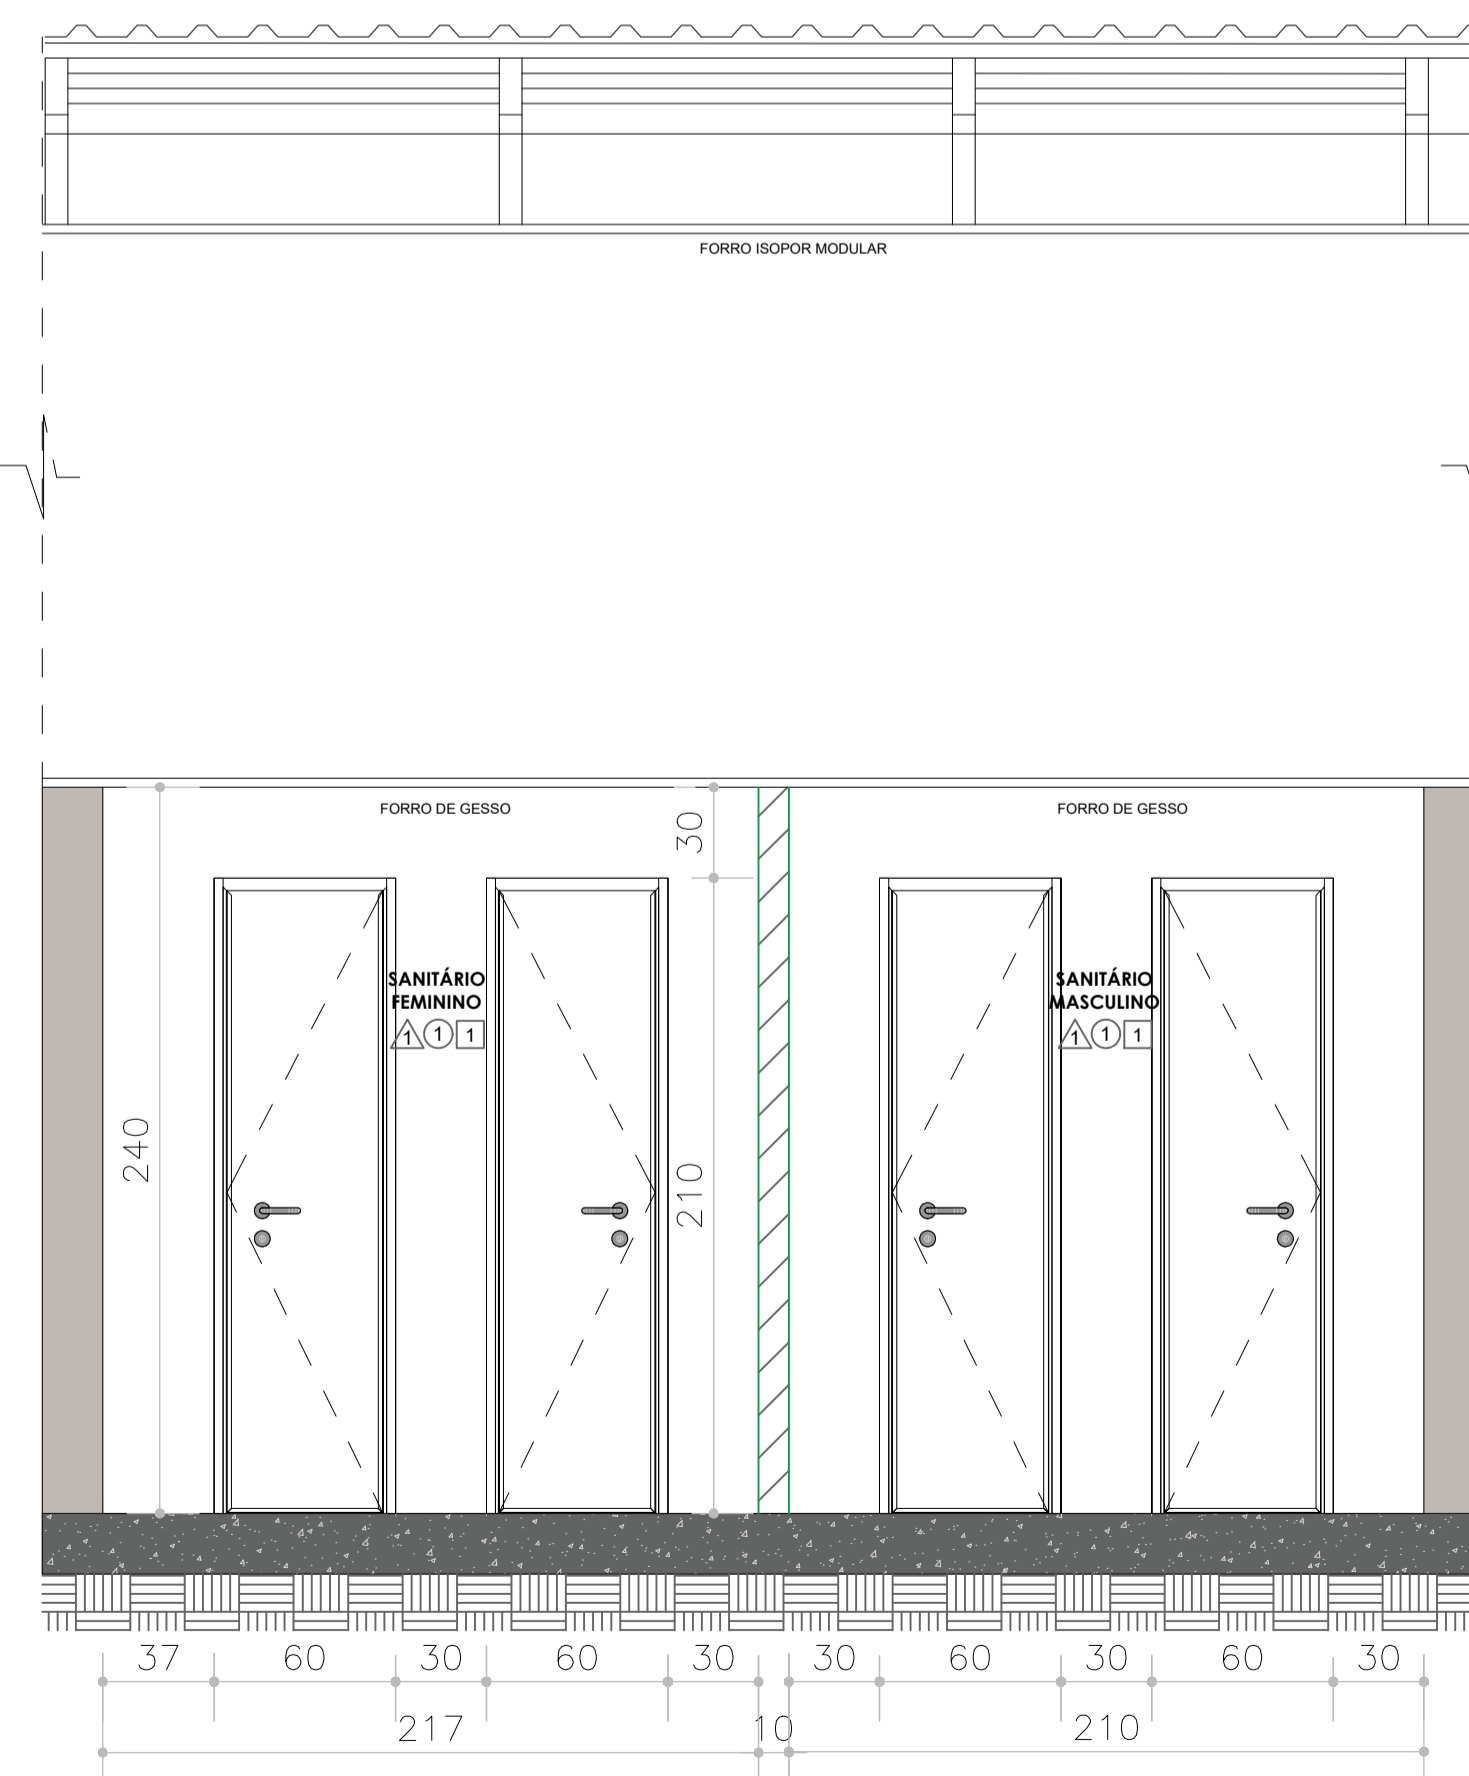 FORRO ISOPOR MODULAR
FORRO DE GESSO
FORRO DE GESSO
30
SANITÁRIO
FEMININO
1 1 1
SANITÁRIO
MASCULINO
1 1 1
240
210
37 60 30 60 30 30 60 30 60 30
217 10 210